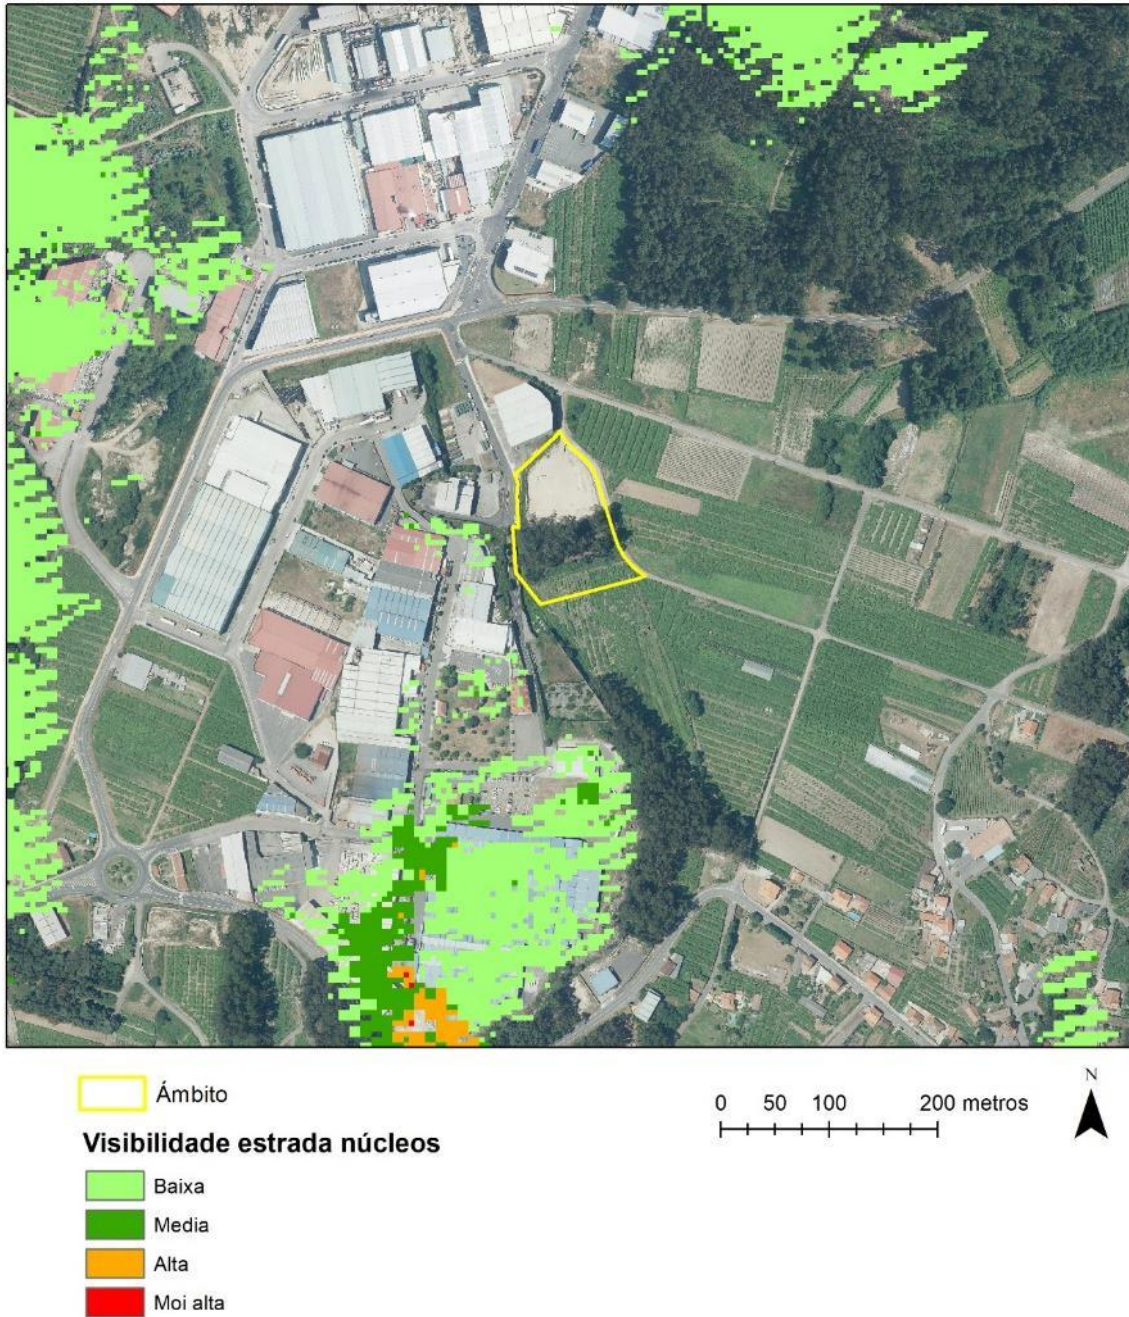 Ámbito
0 50 100 200 metros
N
Visibilidade estrada núcleos
Baixa
Media
Alta
Moi alta